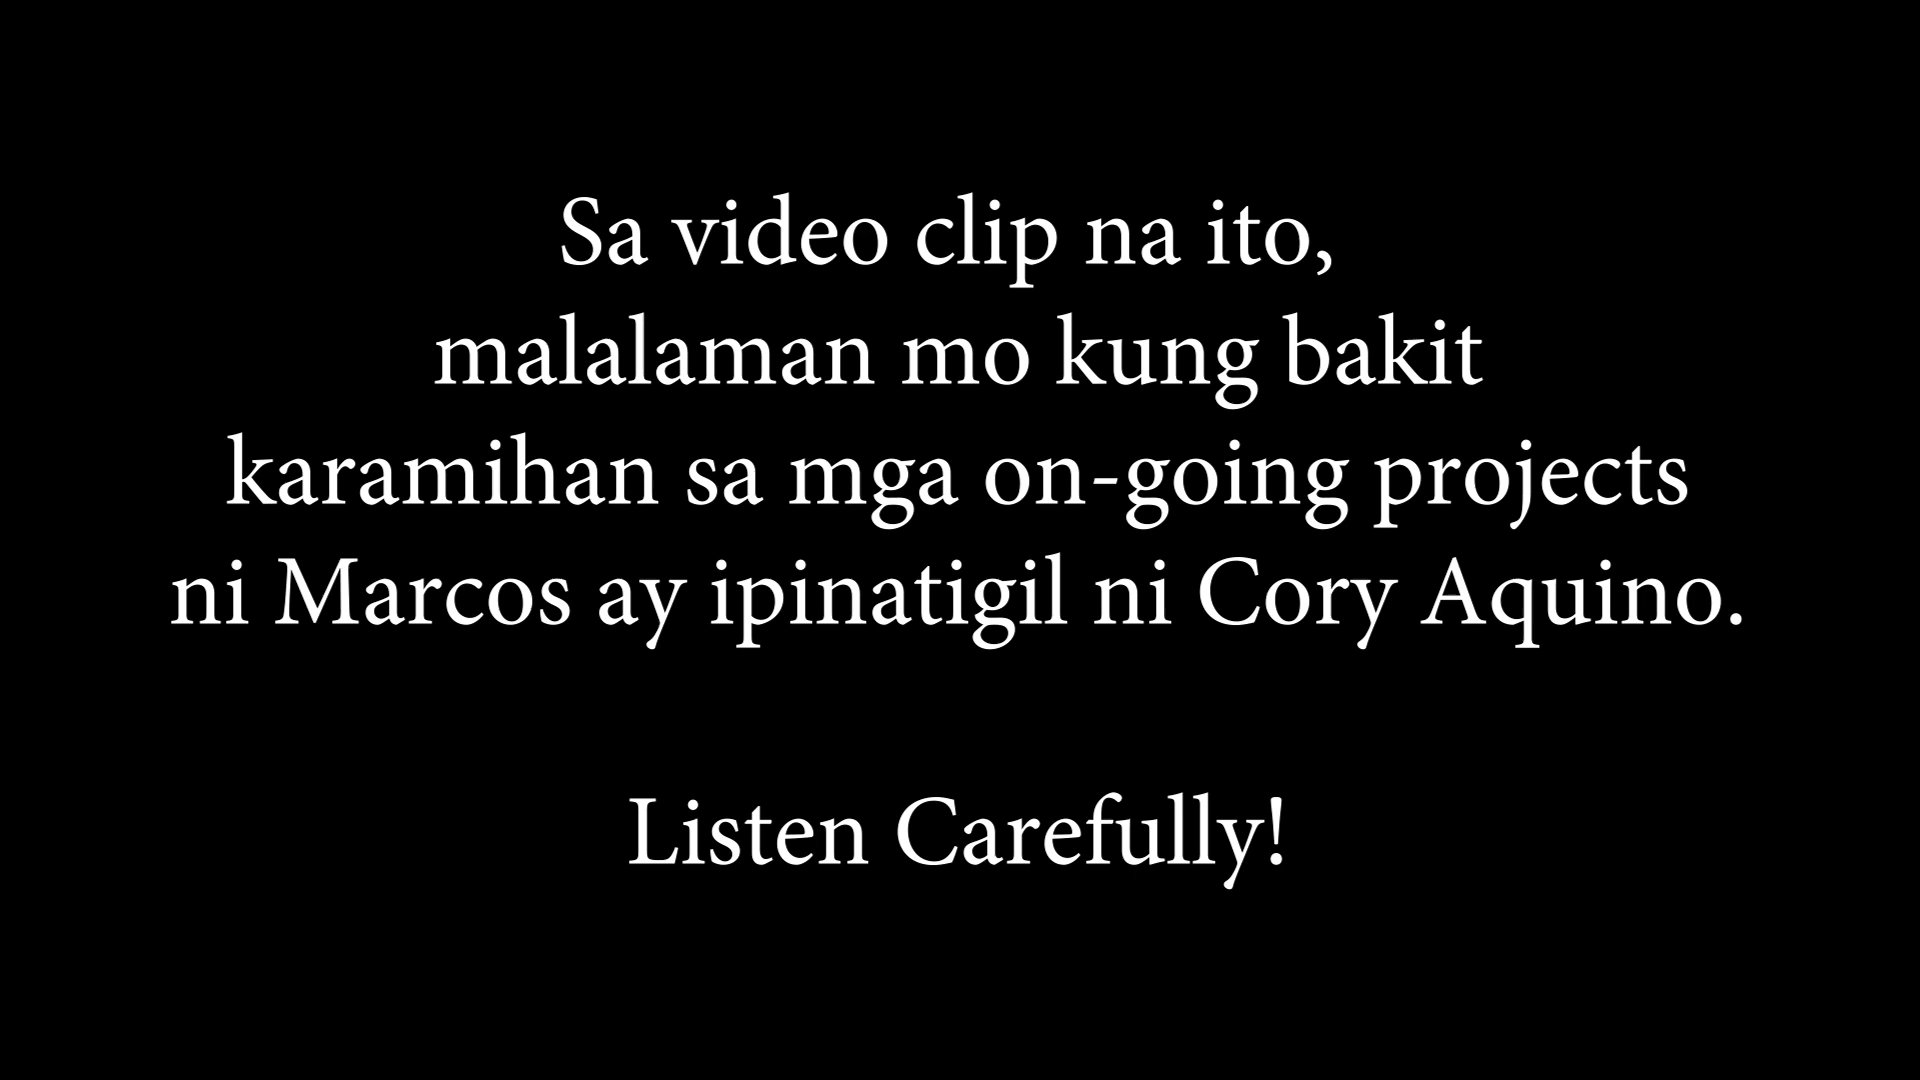 Sa video clip na ito,
malalaman mo kung bakit
karamihan sa mga on-going projects
ni Marcos ay ipinatigil ni Cory Aquino.
Listen Carefully!